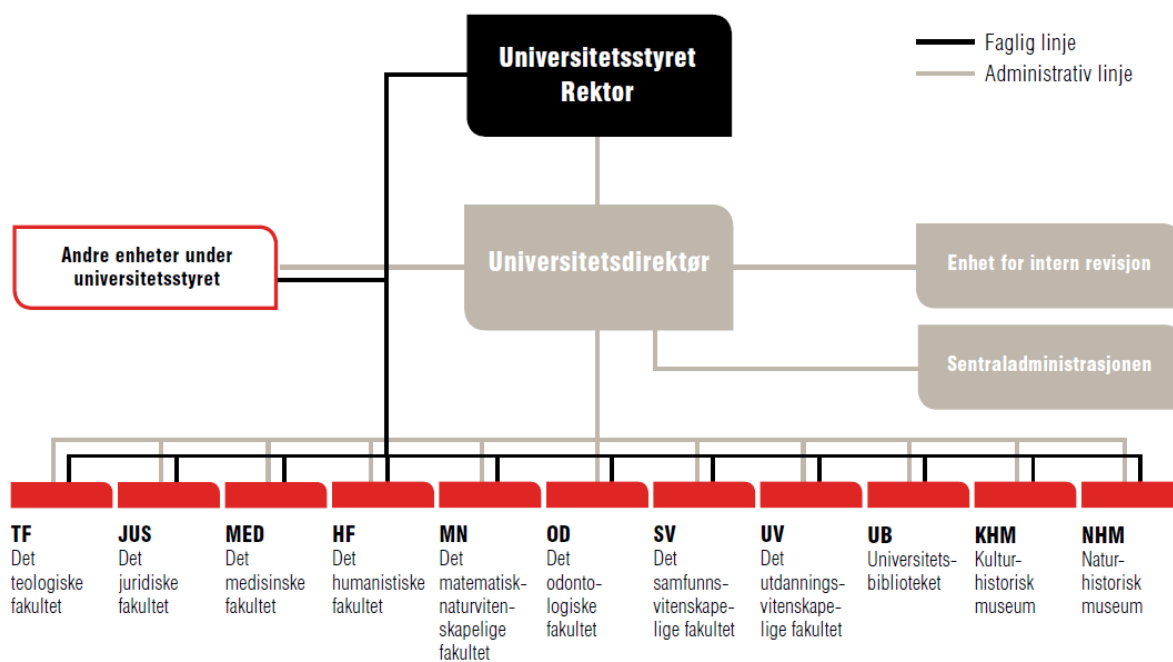 Universitetsstyret
Rektor
Faglig linje
Administrativ linje
Andre enheter under
universitetsstyret
Universitetsdirektør
Enhet for intern revisjon
Sentraladministrasjonen
TF
Det
teologiske
fakultet
JUS
Det
juridiske
fakultet
MED
Det
medisinske
fakultet
HF
Det
humanistiske
fakultet
MN
Det
matematisk-
naturviten-
skapelige
fakultet
OD
Det
odonto-
logiske
fakultet
SV
Det
samfunns-
vitenskape-
lige fakultet
UV
Det
utdannings-
vitenskape-
lige fakultet
UB
Universitets-
biblioteket
KHM
Kultur-
historisk
museum
NHM
Natur-
historisk
museum